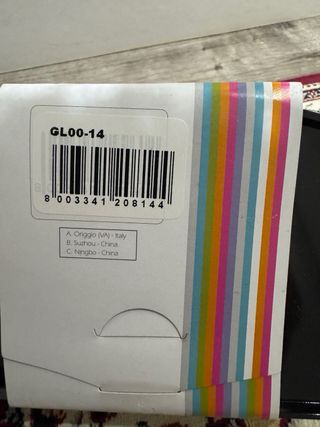 GL00-14
8 003341 208144
A. Origgio (VA) - Italy
B. Suzhou - China
C. Ningbo - China